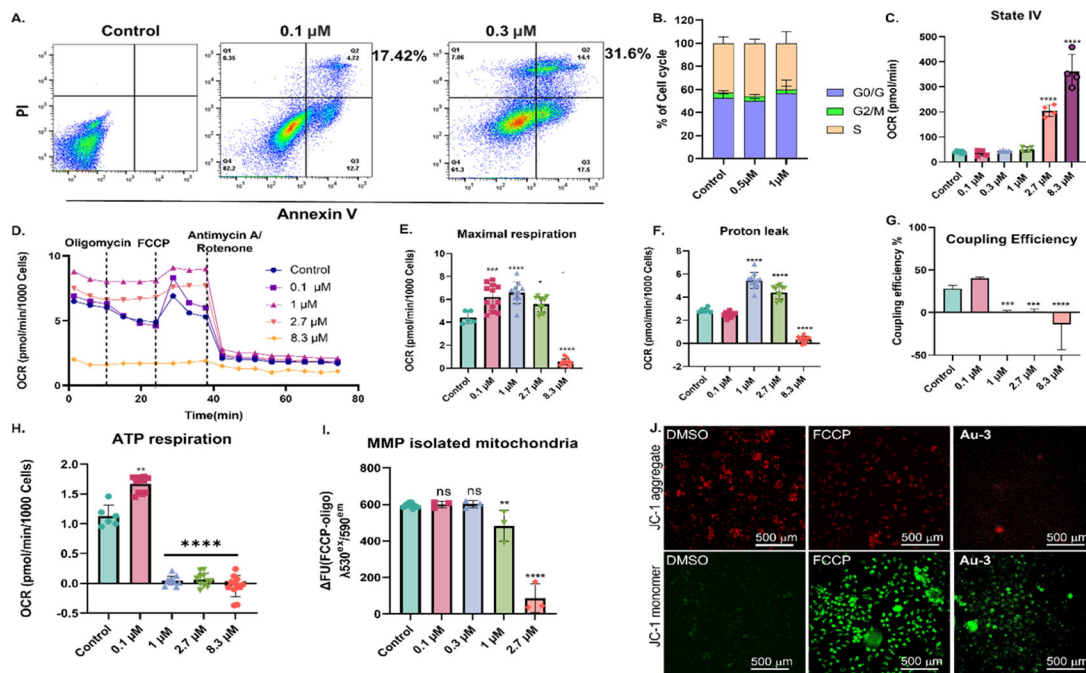 A.
Control
0.1 µM
0.3 µM
17.42%
31.6%
Q1
8.35
Q2
4.72
Q4
82.2
Q3
12.7
Q1
7.06
Q2
14.1
Q4
61.3
Q3
17.5
PI
Annexin V
B.
% of Cell cycle
120
100
80
60
40
20
0
Control
0.5µM
1µM
G0/G
G2/M
S
C.
State IV
OCR (pmol/min)
500
400
300
200
100
0
****
****
Control
0.1 µM
0.3 µM
1 µM
2.7 µM
8.3 µM
D.
Oligomycin
FCCP
Antimycin A/
Rotenone
OCR (pmol/min/1000 Cells)
10
5
0
0
20
40
60
80
Time(min)
Control
0.1 µM
1 µM
2.7 µM
8.3 µM
E.
Maximal respiration
OCR (pmol/min/1000 Cells)
10
8
6
4
2
0
***
****
*
****
Control
0.1 µM
1 µM
2.7 µM
8.3 µM
F.
Proton leak
OCR (pmol/min/1000 Cells)
8
6
4
2
0
****
****
****
Control
0.1 µM
1 µM
2.7 µM
8.3 µM
G.
Coupling Efficiency
Coupling efficiency %
100
50
0
-50
***
***
****
Control
0.1 µM
1 µM
2.7 µM
8.3 µM
H.
ATP respiration
OCR (pmol/min/1000 Cells)
2.0
1.5
1.0
0.5
0.0
-0.5
**
****
Control
0.1 µM
1 µM
2.7 µM
8.3 µM
I.
MMP isolated mitochondria
ΔFU(FCCP-oligo)
λ530ex/590em
800
600
400
200
0
ns
ns
**
****
Control
0.1 µM
0.3 µM
1 µM
2.7 µM
J.
JC-1 aggregate
DMSO
FCCP
Au-3
500 µm
500 µm
500 µm
JC-1 monomer
DMSO
FCCP
Au-3
500 µm
500 µm
500 µm